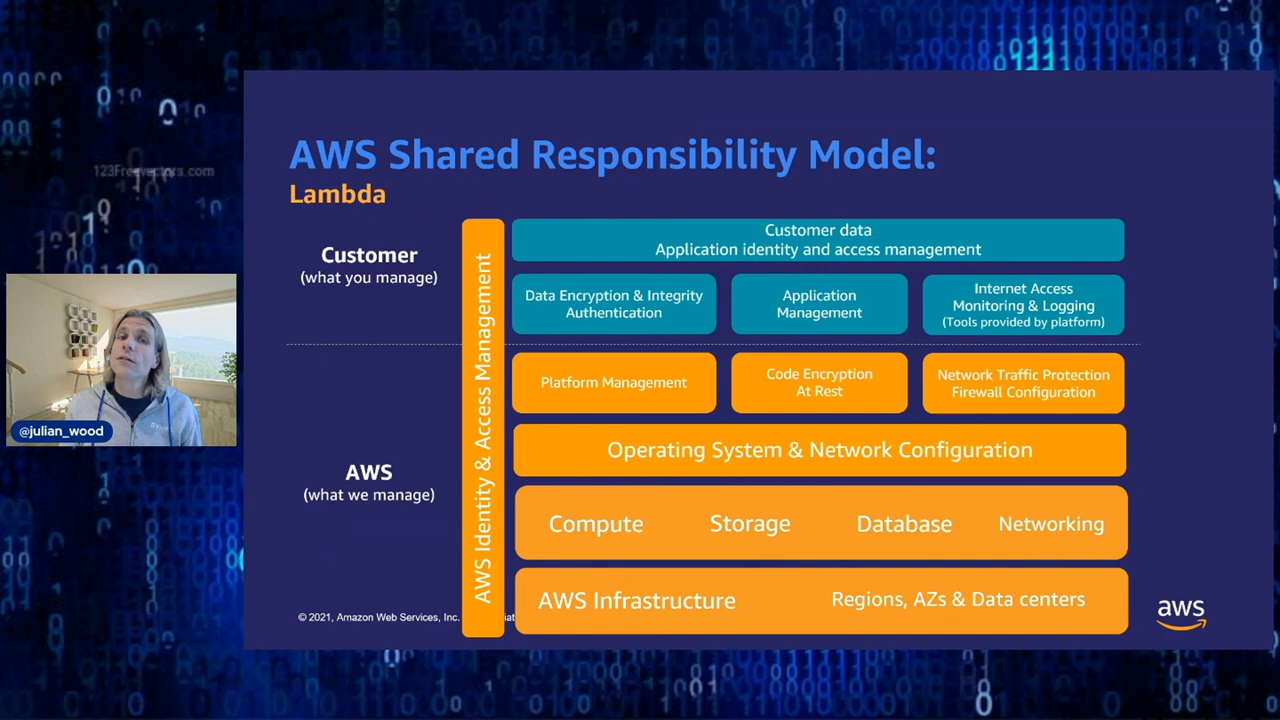 123Freevectors.com
AWS Shared Responsibility Model:
Lambda
Customer
(what you manage)
AWS Identity & Access Management
Customer data
Application identity and access management
Data Encryption & Integrity
Authentication
Application
Management
Internet Access
Monitoring & Logging
(Tools provided by platform)
Platform Management
Code Encryption
At Rest
Network Traffic Protection
Firewall Configuration
@julian_wood
AWS
(what we manage)
Operating System & Network Configuration
Compute Storage Database Networking
AWS Infrastructure Regions, AZs & Data centers
© 2021, Amazon Web Services, Inc.
aws